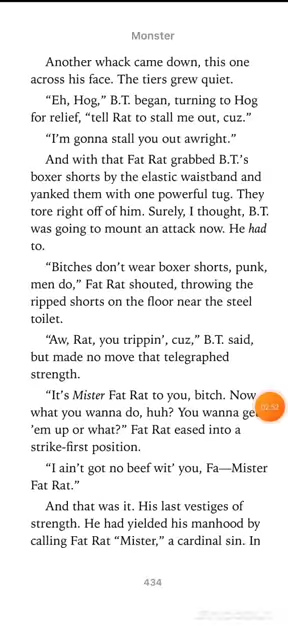 Monster
Another whack came down, this one
across his face. The tiers grew quiet.
“Eh, Hog,” B.T. began, turning to Hog
for relief, “tell Rat to stall me out, cuz.”
“I’m gonna stall you out awright.”
And with that Fat Rat grabbed B.T.’s
boxer shorts by the elastic waistband and
yanked them with one powerful tug. They
tore right off of him. Surely, I thought, B.T.
was going to mount an attack now. He had
to.
“Bitches don’t wear boxer shorts, punk,
men do,” Fat Rat shouted, throwing the
ripped shorts on the floor near the steel
toilet.
“Aw, Rat, you trippin’, cuz,” B.T. said,
but made no move that telegraphed
strength.
“It’s Mister Fat Rat to you, bitch. Now
what you wanna do, huh? You wanna
’em up or what?” Fat Rat eased into a
strike-first position.
“I ain’t got no beef wit’ you, Fa—Mister
Fat Rat.”
And that was it. His last vestiges of
strength. He had yielded his manhood by
calling Fat Rat “Mister,” a cardinal sin. In
434